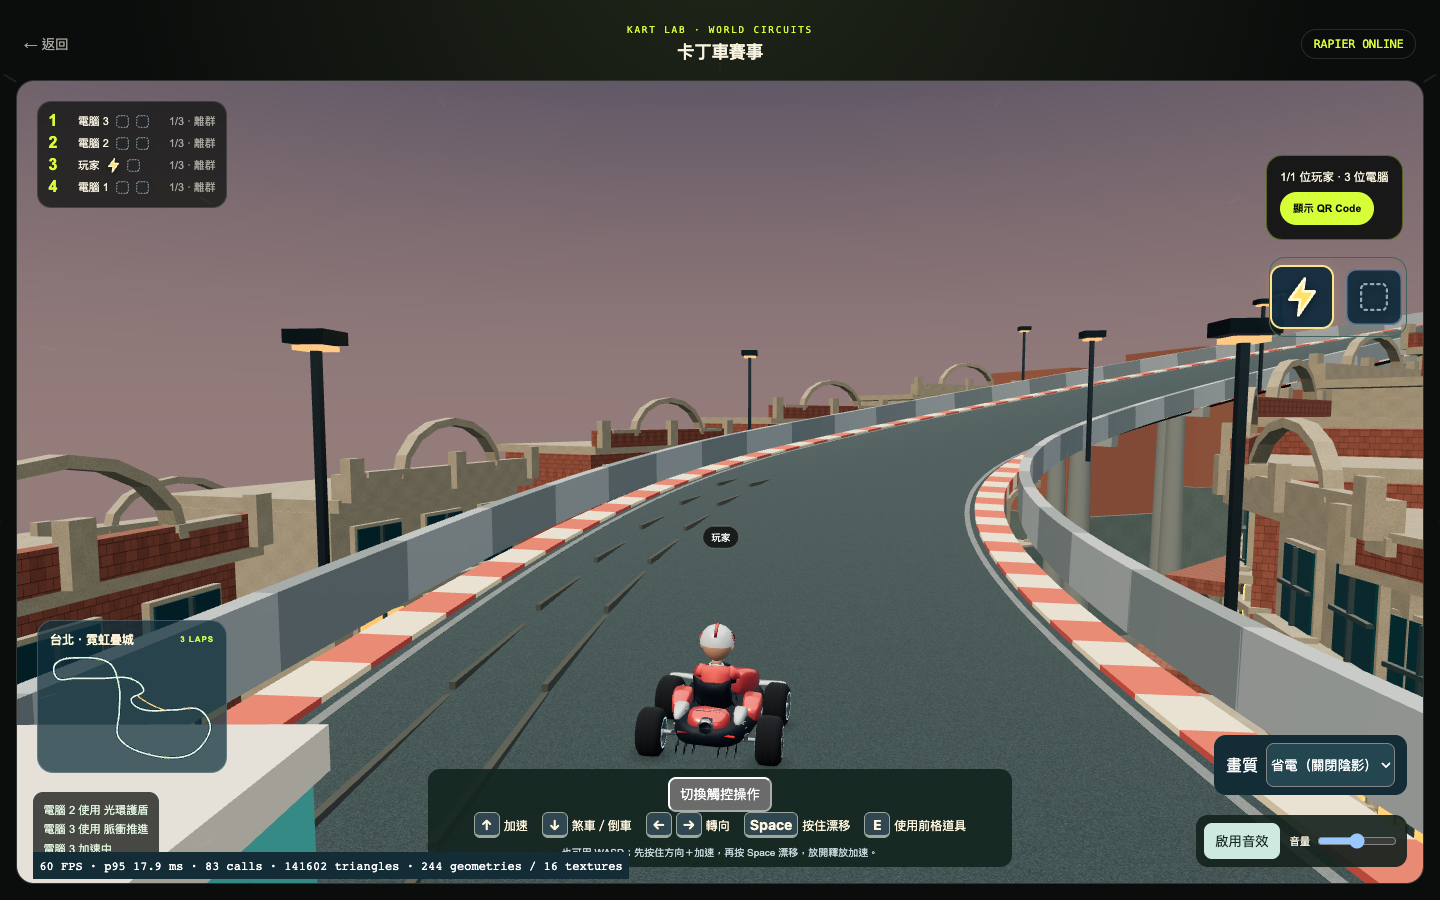 ← 返回
KART LAB · WORLD CIRCUITS
卡丁車賽事
RAPIER ONLINE
1 電腦 3 1/3 · 離群
2 電腦 2 1/3 · 離群
3 玩家 1/3 · 離群
4 電腦 1 1/3 · 離群
1/1 位玩家 · 3 位電腦
顯示 QR Code
玩家
台北 · 霓虹疊城 3 LAPS
電腦 2 使用 光環護盾
電腦 3 使用 脈衝推進
電腦 3 加速中
60 FPS · p95 17.9 ms · 83 calls · 141602 triangles · 244 geometries / 16 textures
切換觸控操作
↑ 加速 ↓ 煞車 / 倒車 ← → 轉向 Space 按住漂移 E 使用前格道具
也可用 WASD；先按住方向＋加速，再按 Space 漂移，放開釋放加速。
畫質 省電（關閉陰影）
啟用音效 音量